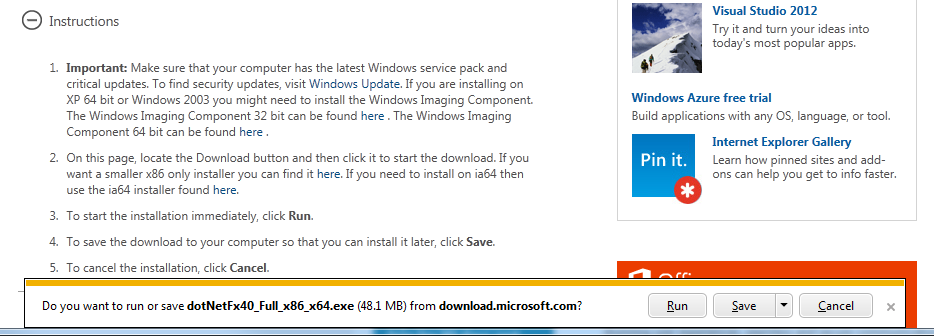 Instructions
1. Important: Make sure that your computer has the latest Windows service pack and
critical updates. To find security updates, visit Windows Update. If you are installing on
XP 64 bit or Windows 2003 you might need to install the Windows Imaging Component.
The Windows Imaging Component 32 bit can be found here . The Windows Imaging
Component 64 bit can be found here .
2. On this page, locate the Download button and then click it to start the download. If you
want a smaller x86 only installer you can find it here. If you need to install on ia64 then
use the ia64 installer found here.
3. To start the installation immediately, click Run.
4. To save the download to your computer so that you can install it later, click Save.
5. To cancel the installation, click Cancel.
Visual Studio 2012
Try it and turn your ideas into
today's most popular apps.
Windows Azure free trial
Build applications with any OS, language, or tool.
Pin it.
Internet Explorer Gallery
Learn how pinned sites and add-
ons can help you get to info faster.
Do you want to run or save dotNetFx40_Full_x86_x64.exe (48.1 MB) from download.microsoft.com?
Run
Save
Cancel